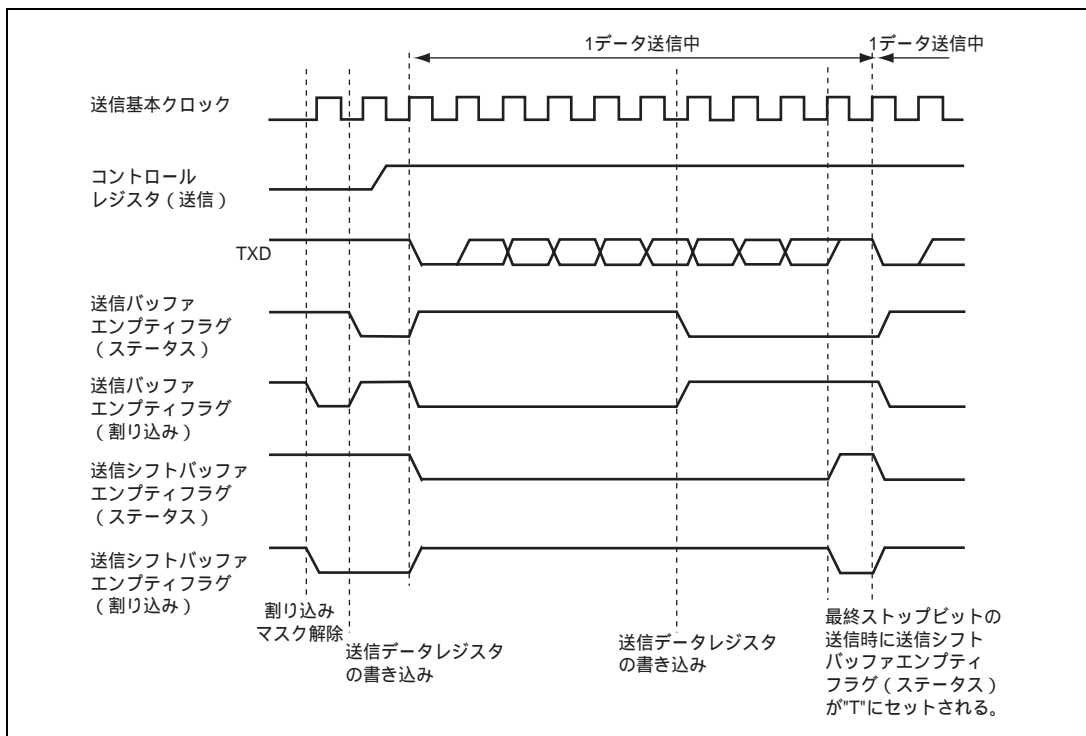 1データ送信中
1データ送信中
送信基本クロック
コントロール
レジスタ（送信）
TXD
送信バッファ
エンプティフラグ
（ステータス）
送信バッファ
エンプティフラグ
（割り込み）
送信シフトバッファ
エンプティフラグ
（ステータス）
送信シフトバッファ
エンプティフラグ
（割り込み）
割り込み
マスク解除
送信データレジスタ
の書き込み
送信データレジスタ
の書き込み
最終ストップビットの
送信時に送信シフト
バッファエンプティ
フラグ（ステータス）
が"T"にセットされる。